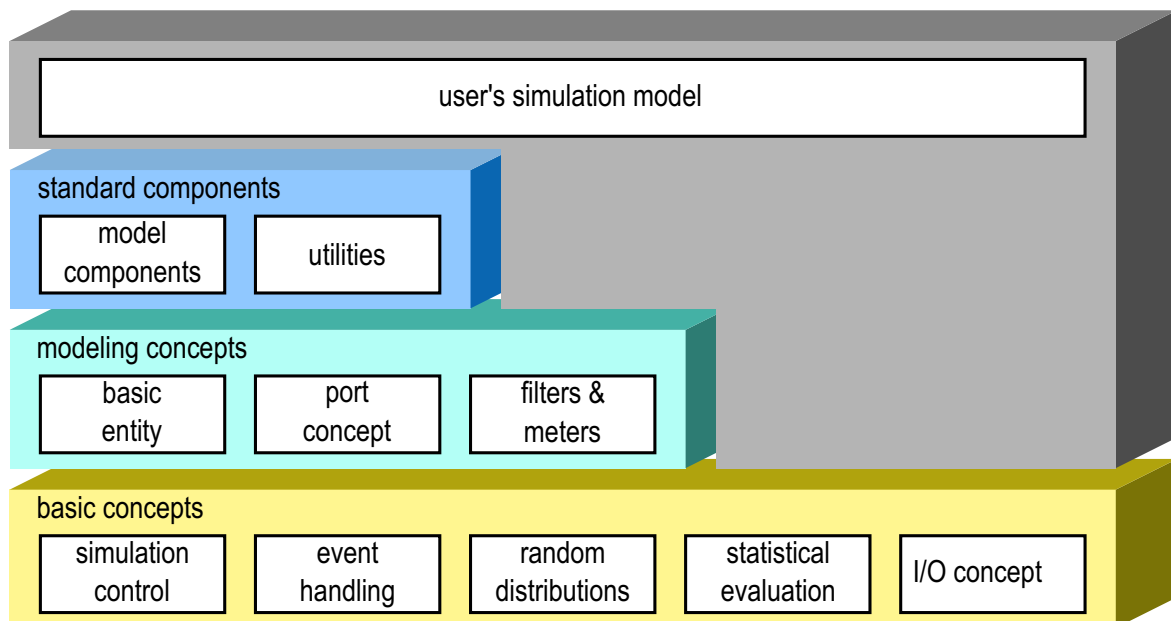 user's simulation model
standard components
model
components
utilities
modeling concepts
basic
entity
port
concept
filters &
meters
basic concepts
simulation
control
event
handling
random
distributions
statistical
evaluation
I/O concept